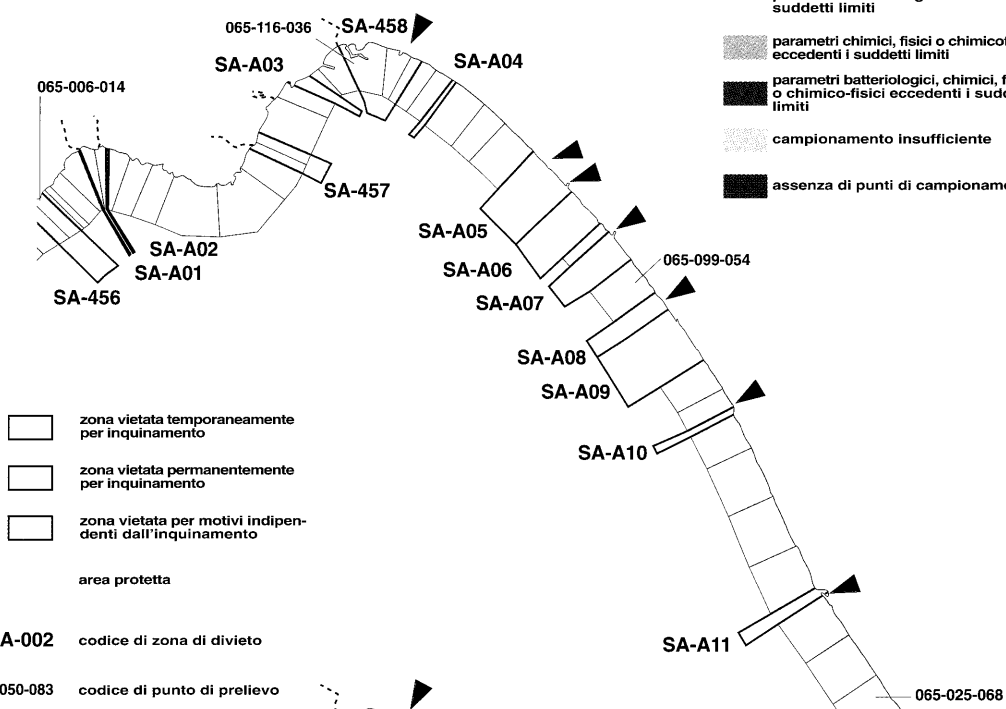 suddetti limiti
parametri chimici, fisici o
eccedenti i suddetti limiti
parametri batteriologici, chimici,
o chimico-fisici eccedenti i
limiti
campionamento insufficiente
assenza di punti di
065-116-036
SA-458
SA-A03
SA-A04
065-006-014
SA-457
SA-A02
SA-A01
SA-456
SA-A05
SA-A06
065-099-054
SA-A07
SA-A08
SA-A09
SA-A10
SA-A11
065-025-068
zona vietata temporaneamente
per inquinamento
zona vietata permanentemente
per inquinamento
zona vietata per motivi indipen-
denti dall'inquinamento
area protetta
A-002 codice di zona di divieto
050-083 codice di punto di prelievo